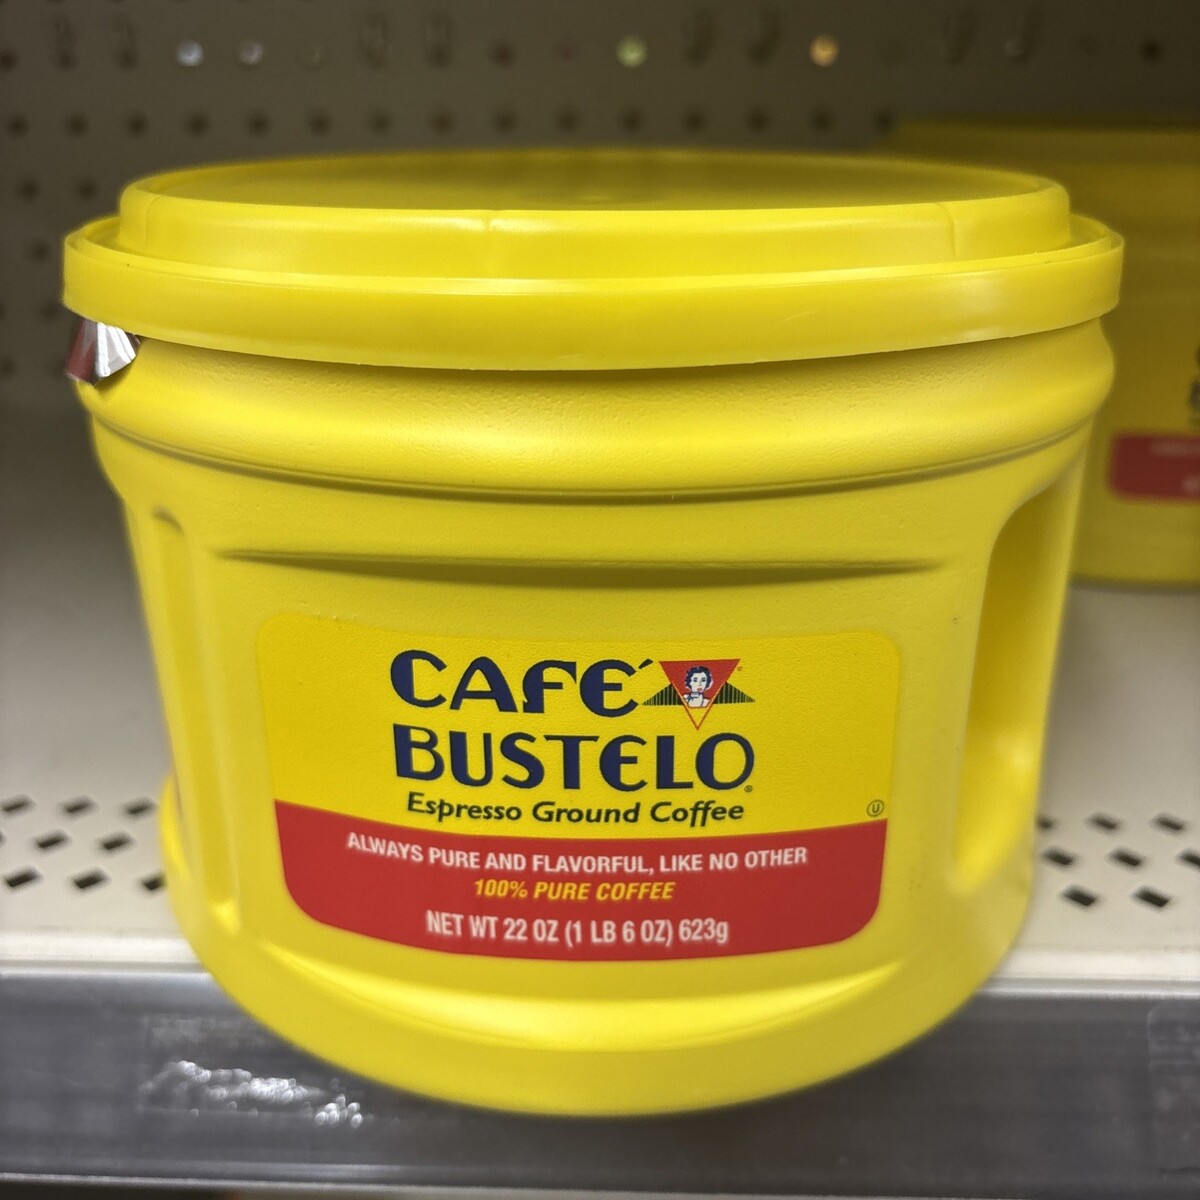 CAFÉ
BUSTELO®
Espresso Ground Coffee
U
ALWAYS PURE AND FLAVORFUL, LIKE NO OTHER
100% PURE COFFEE
NET WT 22 OZ (1 LB 6 OZ) 623g